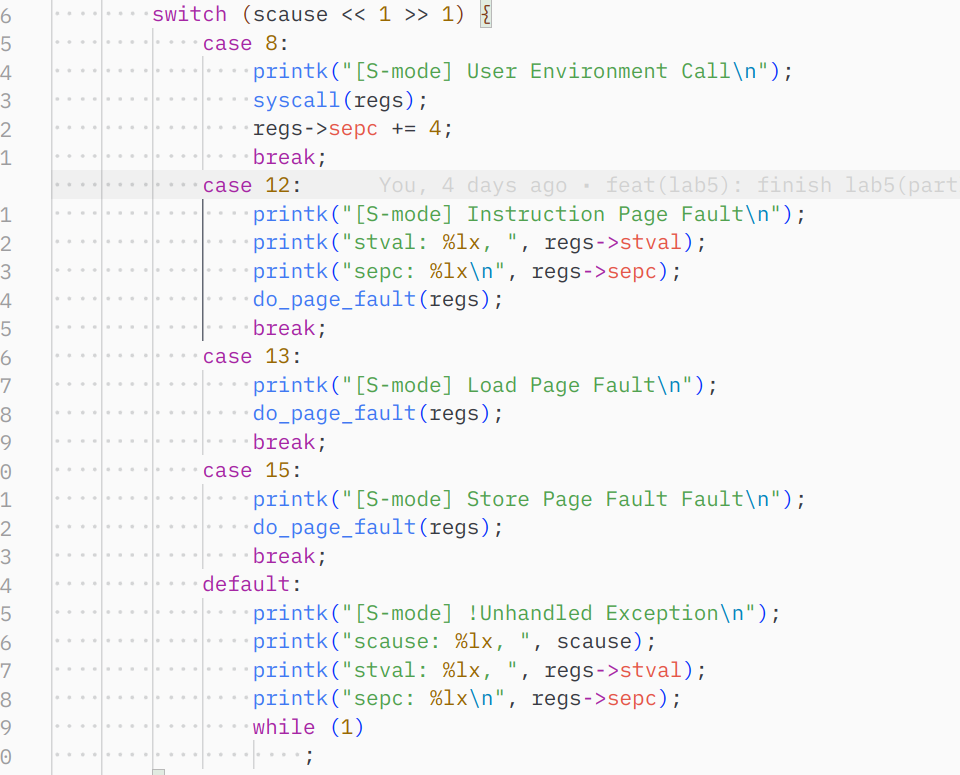 6 switch (scause << 1 >> 1) {
5 case 8:
4 printk("[S-mode] User Environment Call\n");
3 syscall(regs);
2 regs->sepc += 4;
1 break;
case 12: You, 4 days ago • feat(lab5): finish lab5(part
1 printk("[S-mode] Instruction Page Fault\n");
2 printk("stval: %lx, ", regs->stval);
3 printk("sepc: %lx\n", regs->sepc);
4 do_page_fault(regs);
5 break;
6 case 13:
7 printk("[S-mode] Load Page Fault\n");
8 do_page_fault(regs);
9 break;
0 case 15:
1 printk("[S-mode] Store Page Fault Fault\n");
2 do_page_fault(regs);
3 break;
4 default:
5 printk("[S-mode] !Unhandled Exception\n");
6 printk("scause: %lx, ", scause);
7 printk("stval: %lx, ", regs->stval);
8 printk("sepc: %lx\n", regs->sepc);
9 while (1)
0 ;